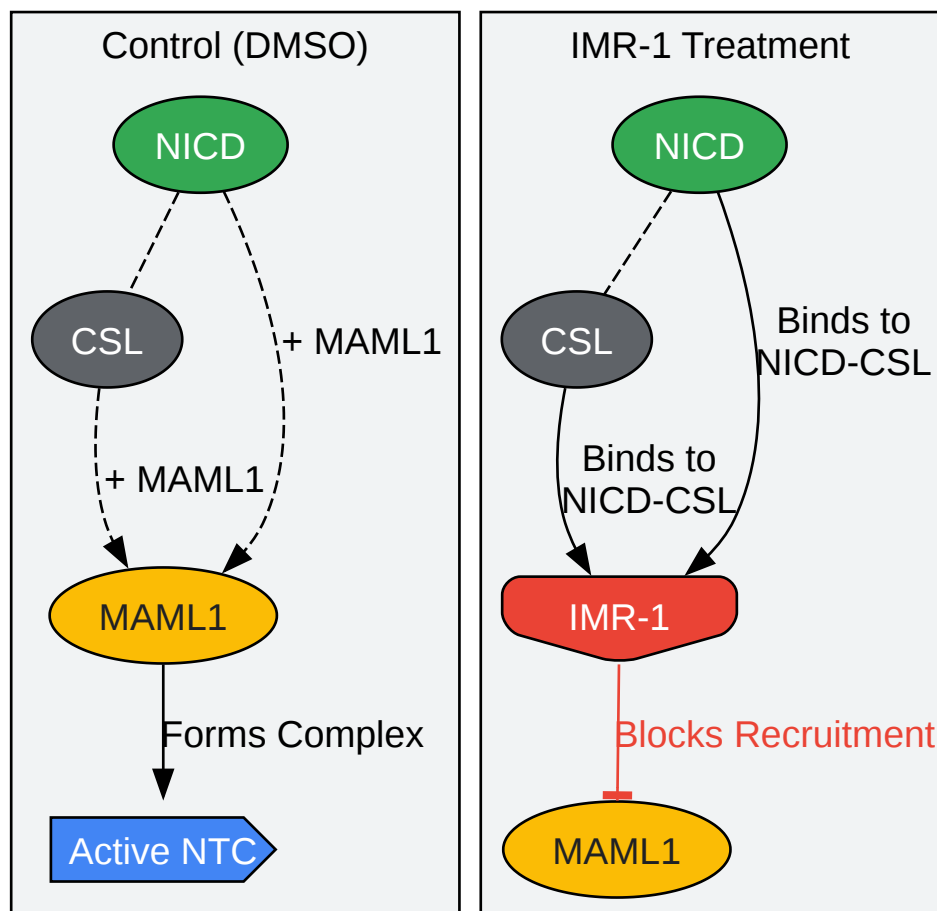 Control (DMSO)
NICD
CSL
+ MAML1
+ MAML1
MAML1
Forms Complex
Active NTC
IMR-1 Treatment
NICD
Binds to
NICD-CSL
CSL
Binds to
NICD-CSL
IMR-1
Blocks Recruitment
MAML1